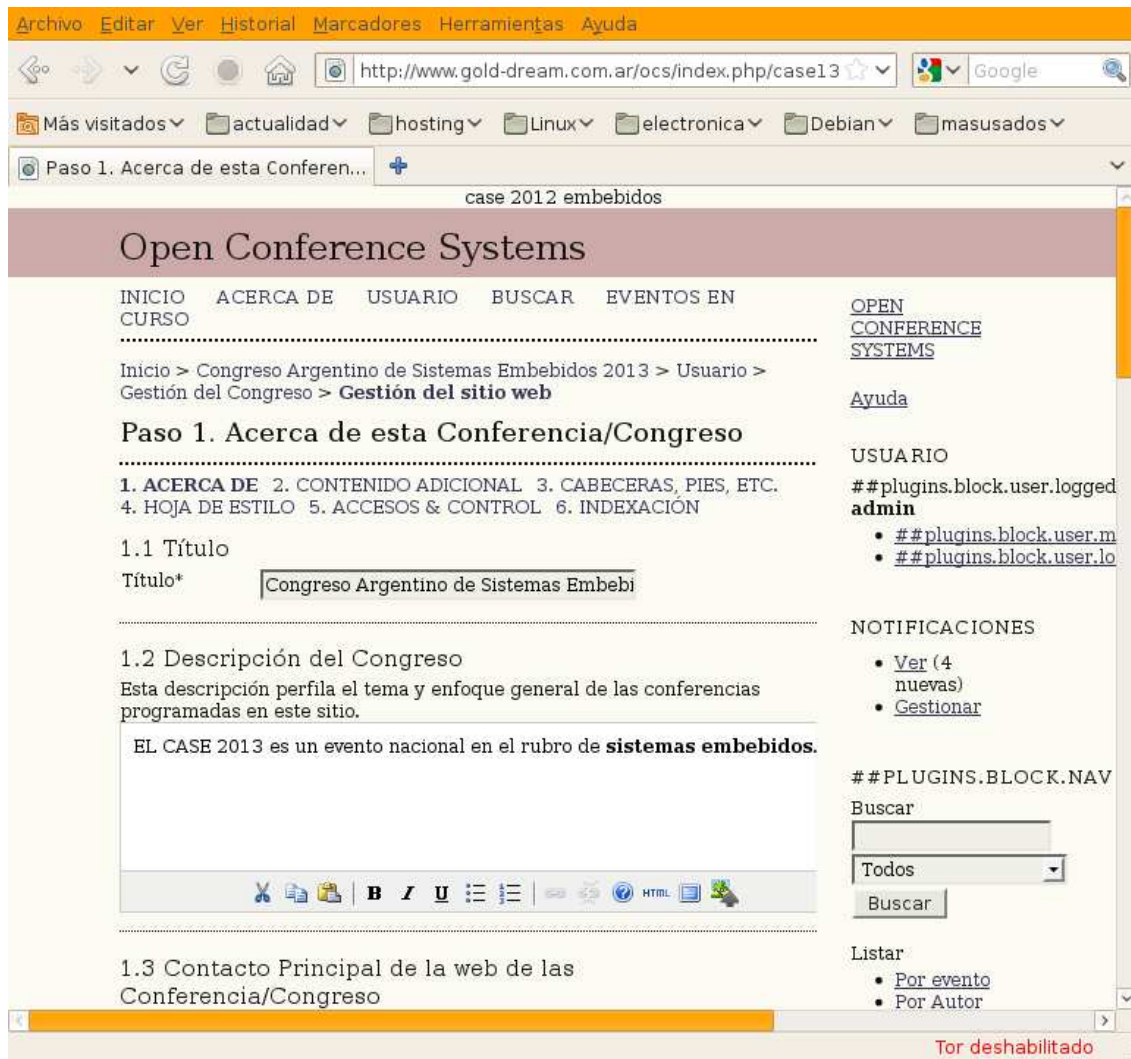 Archivo Editar Ver Historial Marcadores Herramientas Ayuda
http://www.gold-dream.com.ar/ocs/index.php/case13
Google
Más visitados actualidad hosting Linux electronica Debian masusados
Paso 1. Acerca de esta Conferen...
case 2012 embebidos
Open Conference Systems
INICIO ACERCA DE USUARIO BUSCAR EVENTOS EN
CURSO
Inicio > Congreso Argentino de Sistemas Embebidos 2013 > Usuario >
Gestión del Congreso > Gestión del sitio web
Paso 1. Acerca de esta Conferencia/Congreso
1. ACERCA DE 2. CONTENIDO ADICIONAL 3. CABECERAS, PIES, ETC.
4. HOJA DE ESTILO 5. ACCESOS & CONTROL 6. INDEXACIÓN
1.1 Título
Título*
Congreso Argentino de Sistemas Embebi
1.2 Descripción del Congreso
Esta descripción perfila el tema y enfoque general de las conferencias
programadas en este sitio.
EL CASE 2013 es un evento nacional en el rubro de sistemas embebidos.
B I U HTML
1.3 Contacto Principal de la web de las
Conferencia/Congreso
OPEN
CONFERENCE
SYSTEMS
Ayuda
USUARIO
##plugins.block.user.logged
admin
##plugins.block.user.m
##plugins.block.user.lo
NOTIFICACIONES
Ver (4
nuevas)
Gestionar
##PLUGINS.BLOCK.NAV
Buscar
Todos
Buscar
Listar
Por evento
Por Autor
Tor deshabilitado